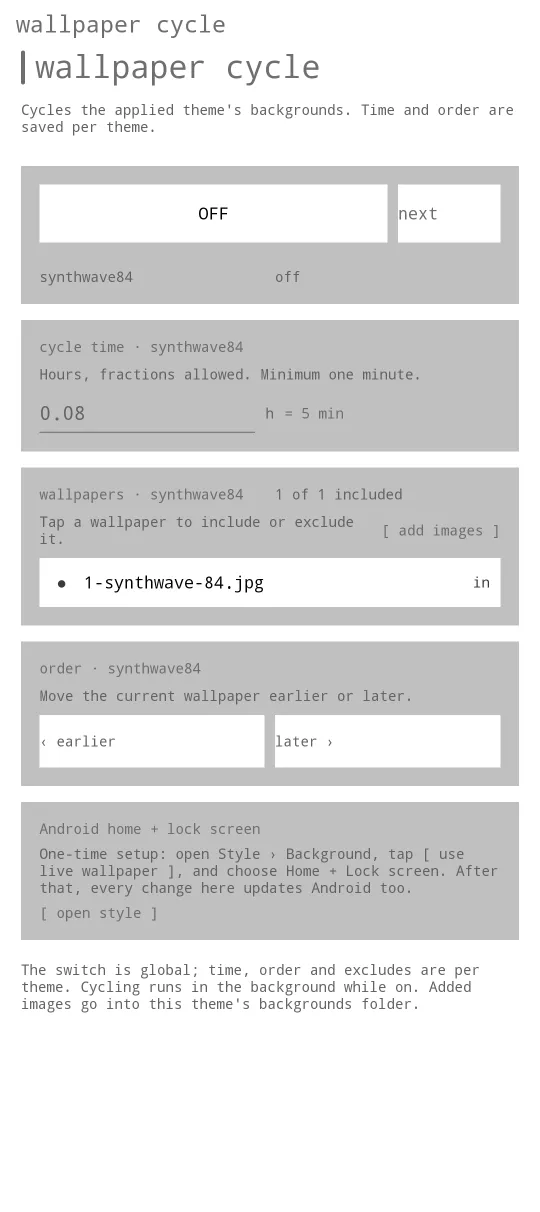 wallpaper cycle
wallpaper cycle
Cycles the applied theme's backgrounds. Time and order are
saved per theme.
OFF
next
synthwave84
off
cycle time · synthwave84
Hours, fractions allowed. Minimum one minute.
0.08
h = 5 min
wallpapers · synthwave84
1 of 1 included
Tap a wallpaper to include or exclude
it.
[ add images ]
● 1-synthwave-84.jpg
in
order · synthwave84
Move the current wallpaper earlier or later.
‹ earlier
later ›
Android home + lock screen
One-time setup: open Style › Background, tap [ use
live wallpaper ], and choose Home + Lock screen. After
that, every change here updates Android too.
[ open style ]
The switch is global; time, order and excludes are per
theme. Cycling runs in the background while on. Added
images go into this theme's backgrounds folder.